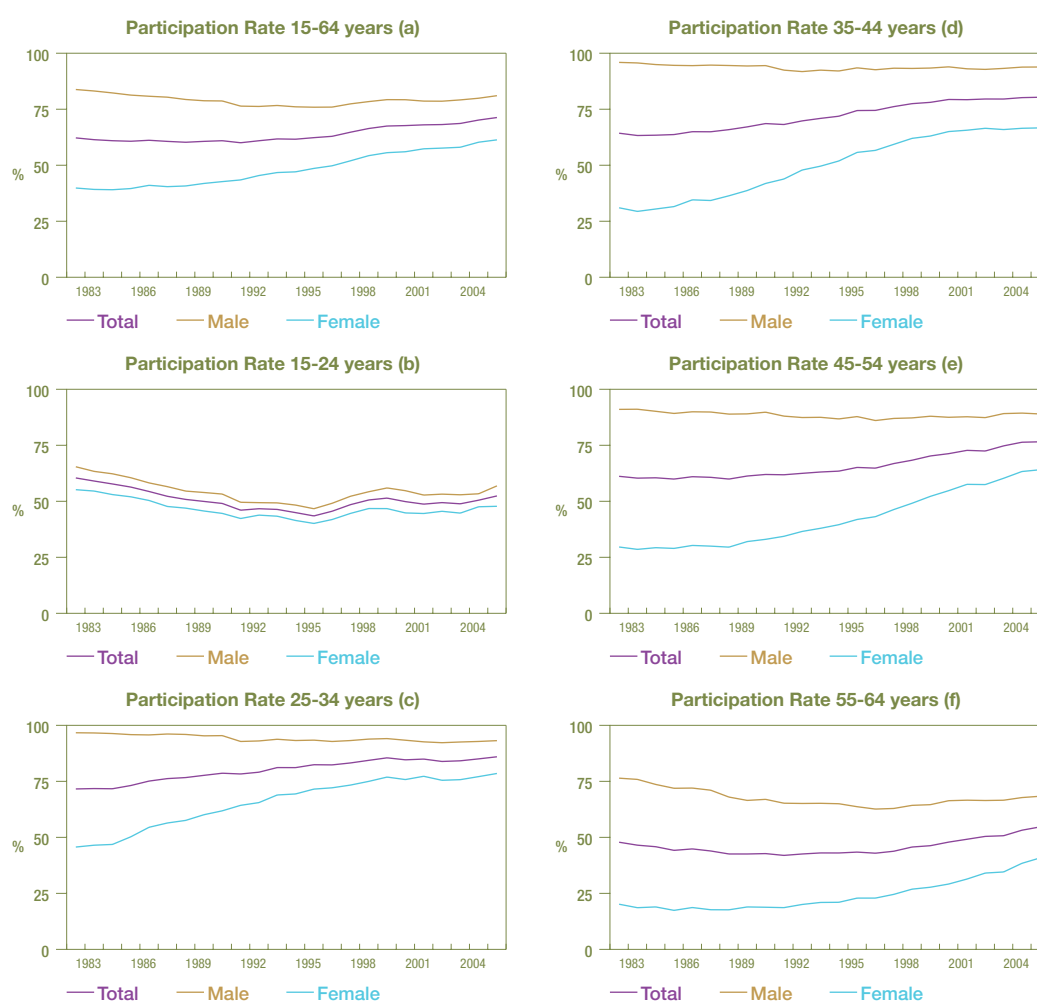 Participation Rate 15-64 years (a)
100
75
50
%
25
0
1983 1986 1989 1992 1995 1998 2001 2004
Total Male Female
Participation Rate 15-24 years (b)
100
75
50
%
25
0
1983 1986 1989 1992 1995 1998 2001 2004
Total Male Female
Participation Rate 25-34 years (c)
100
75
50
%
25
0
1983 1986 1989 1992 1995 1998 2001 2004
Total Male Female
Participation Rate 35-44 years (d)
100
75
50
%
25
0
1983 1986 1989 1992 1995 1998 2001 2004
Total Male Female
Participation Rate 45-54 years (e)
100
75
50
%
25
0
1983 1986 1989 1992 1995 1998 2001 2004
Total Male Female
Participation Rate 55-64 years (f)
100
75
50
%
25
0
1983 1986 1989 1992 1995 1998 2001 2004
Total Male Female